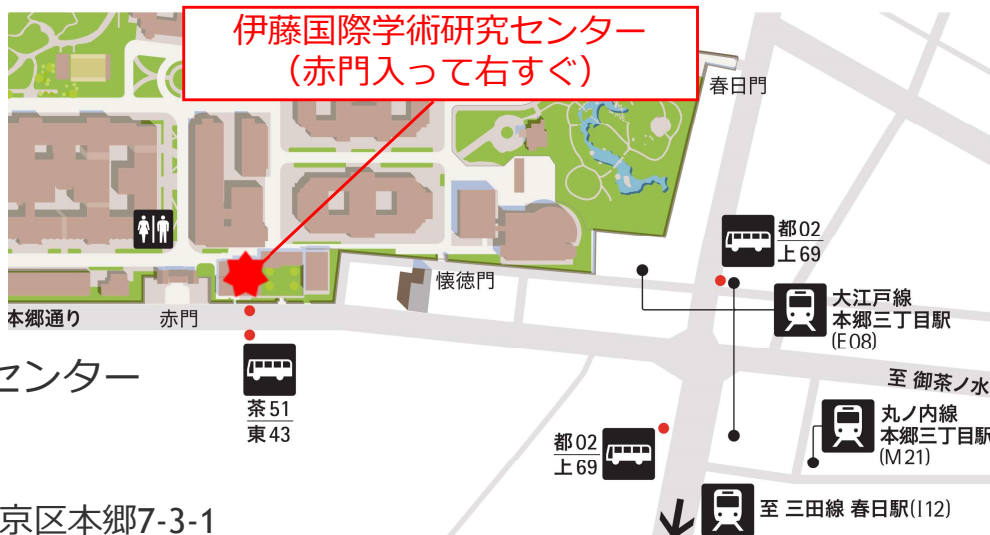 伊藤国際学術研究センター
（赤門入って右すぐ）
春日門
都02
上69
懐徳門
大江戸線
本郷三丁目駅
(E08)
本郷通り
赤門
センター
茶51
東43
至 御茶ノ水
丸ノ内線
本郷三丁目駅
(M21)
都02
上69
至 三田線 春日駅(I12)
京区本郷7-3-1